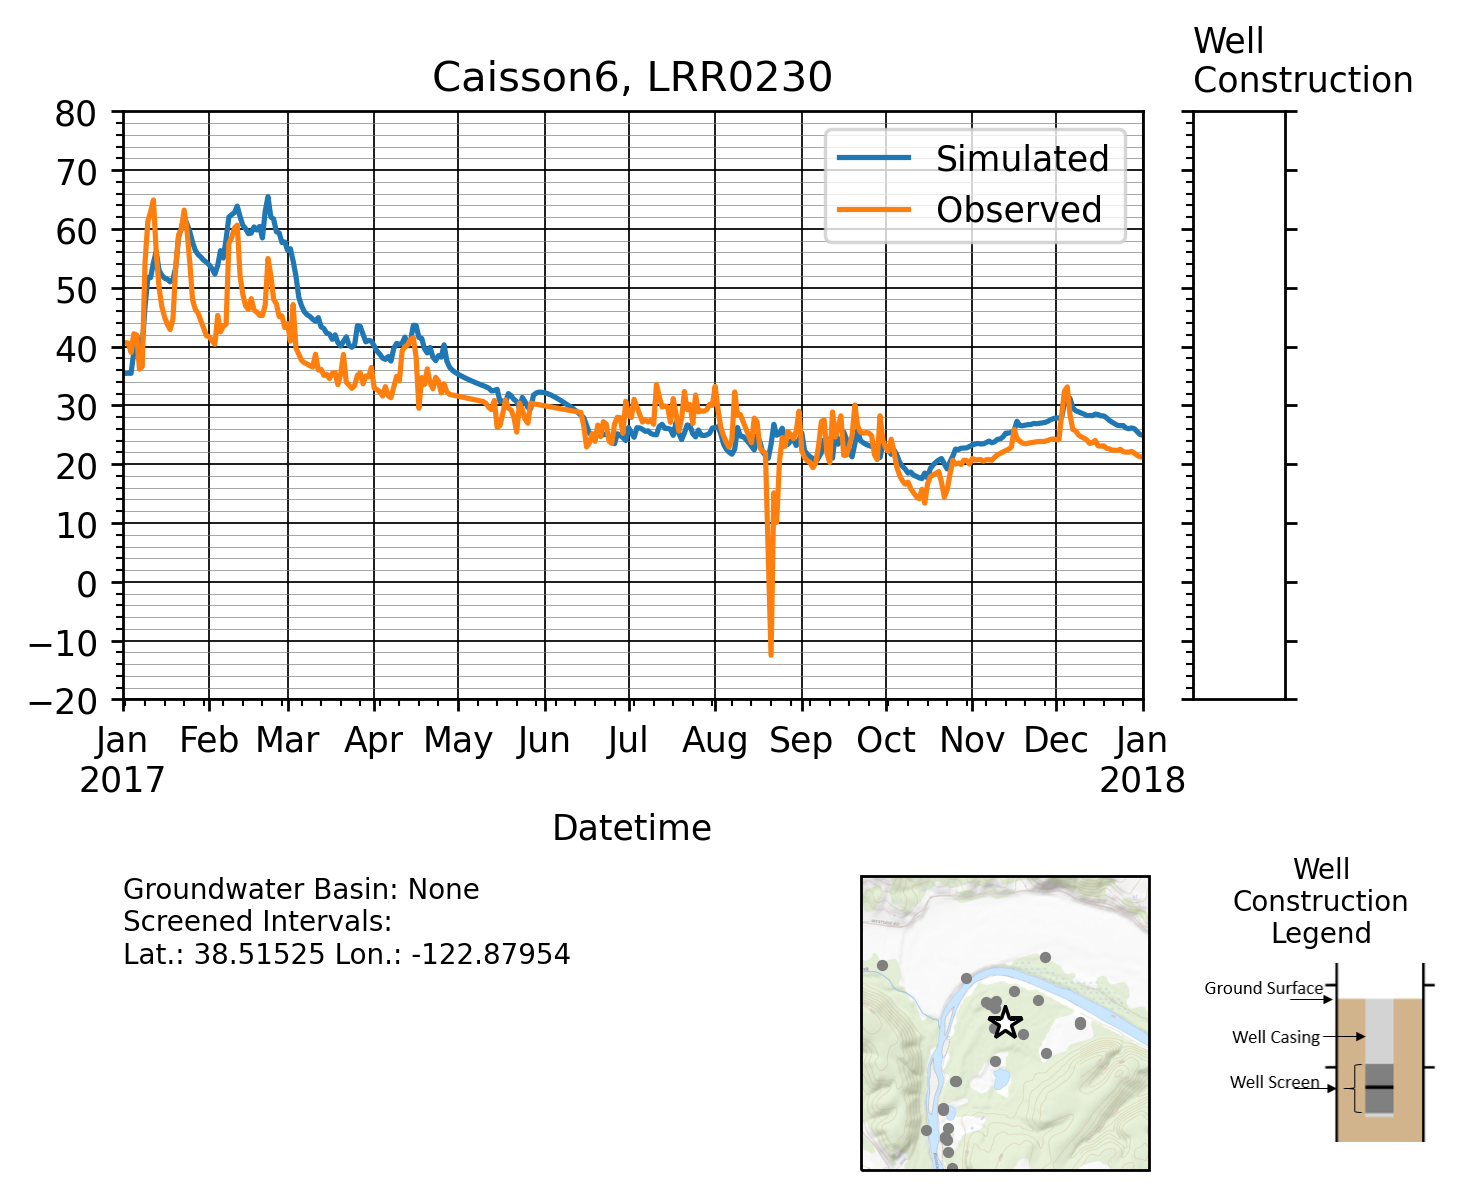 Well
Construction
Caisson6, LRR0230
80
70
60
50
40
30
20
10
0
−10
−20
Simulated
Observed
Jan Feb Mar Apr May Jun Jul Aug Sep Oct Nov Dec Jan
2017 2018
Datetime
Groundwater Basin: None
Screened Intervals:
Lat.: 38.51525 Lon.: -122.87954
Well
Construction
Legend
Ground Surface
Well Casing
Well Screen